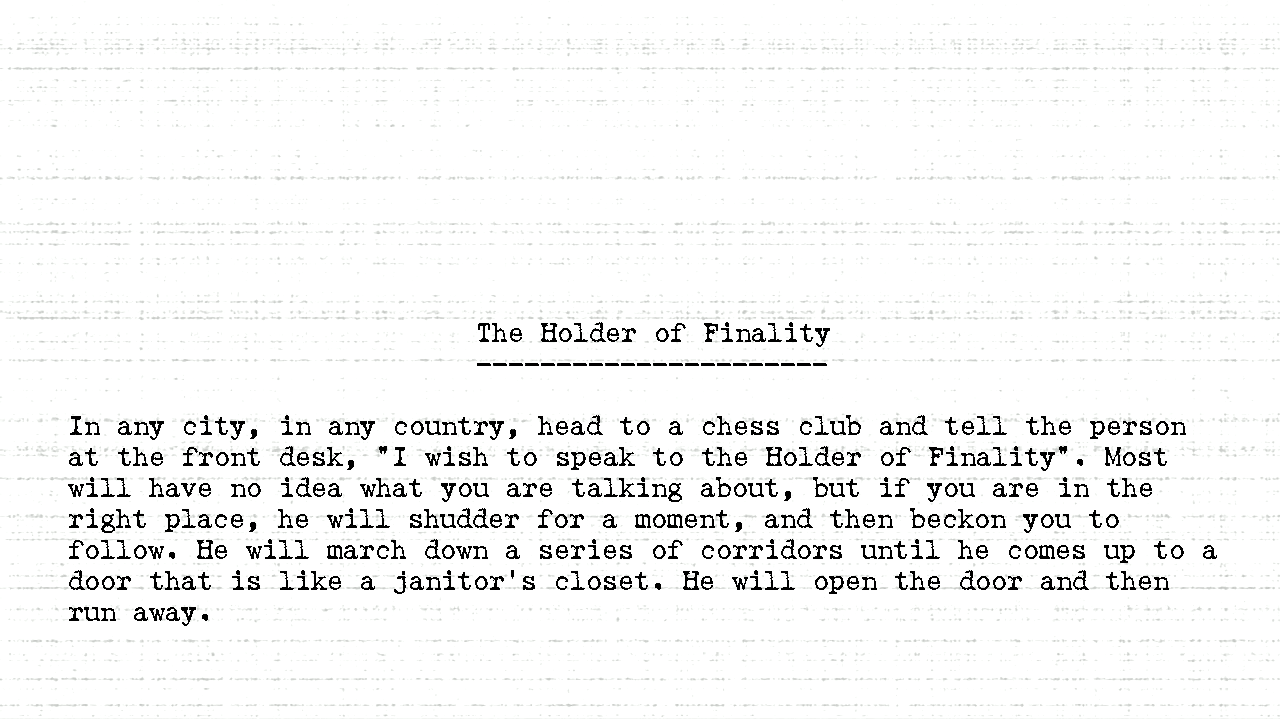 The Holder of Finality
----------------------
In any city, in any country, head to a chess club and tell the person
at the front desk, "I wish to speak to the Holder of Finality". Most
will have no idea what you are talking about, but if you are in the
right place, he will shudder for a moment, and then beckon you to
follow. He will march down a series of corridors until he comes up to a
door that is like a janitor's closet. He will open the door and then
run away.